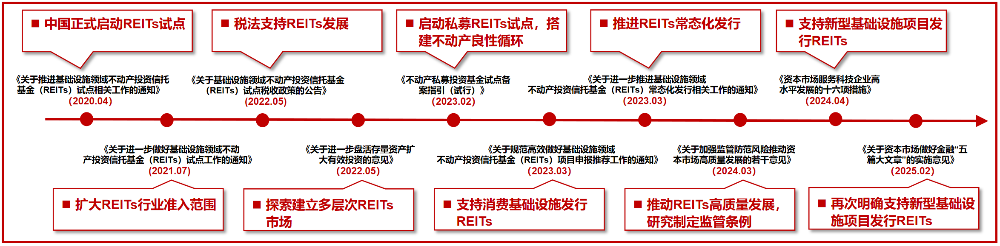 ■ 中国正式启动REITs试点
《关于推进基础设施领域不动产投资信托
基金（REITs）试点相关工作的通知》
（2020.04）
■ 税法支持REITs发展
《关于基础设施领域不动产投资信托基金
（REITs）试点税收政策的公告》
（2022.05）
■ 启动私募REITs试点，搭
建不动产良性循环
《不动产私募投资基金试点备
案指引（试行）》
（2023.02）
■ 推进REITs常态化发行
《关于进一步推进基础设施领域
不动产投资信托基金（REITs）常态化发行相关工作的通知》
（2023.03）
■ 支持新型基础设施项目发
行REITs
《资本市场服务科技企业高
水平发展的十六项措施》
（2024.04）
《关于进一步做好基础设施领域不动
产投资信托基金（REITs）试点工作的通知》
（2021.07）
■ 扩大REITs行业准入范围
《关于进一步盘活存量资产扩
大有效投资的意见》
（2022.05）
■ 探索建立多层次REITs
市场
《关于规范高效做好基础设施领域
不动产投资信托基金（REITs）项目申报推荐工作的通知》
（2023.03）
■ 支持消费基础设施发行
REITs
《关于加强监管防范风险推动资
本市场高质量发展的若干意见》
（2024.03）
■ 推动REITs高质量发展，
研究制定监管条例
《关于资本市场做好金融“五
篇大文章”的实施意见》
（2025.02）
■ 再次明确支持新型基础设
施项目发行REITs